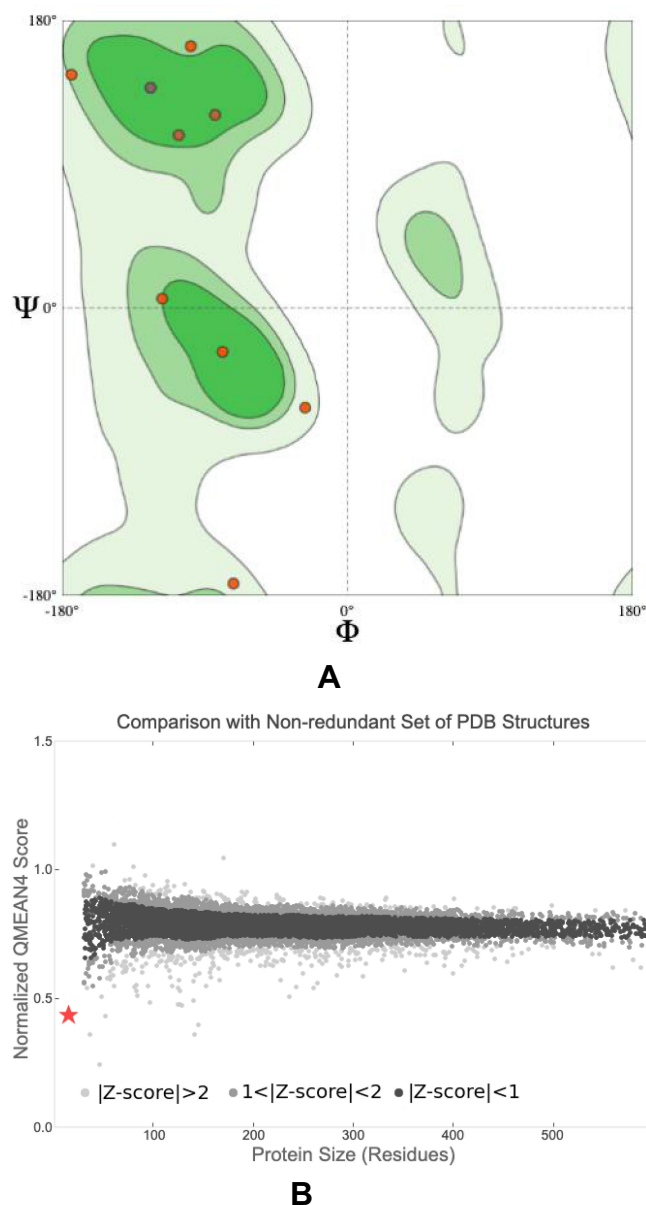 180°
Ψ 0°
-180°
-180° 0° 180°
Φ
A
Comparison with Non-redundant Set of PDB Structures
1.5
1.0
0.5
0.0
Normalized QMEAN4 Score
|Z-score|>2 1<|Z-score|<2 |Z-score|<1
100 200 300 400 500
Protein Size (Residues)
B